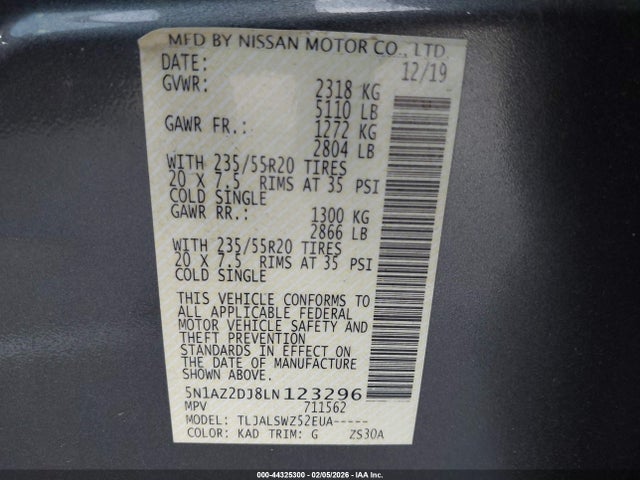 MFD BY NISSAN MOTOR CO., LTD.
DATE: 12/19
GVWR: 2318 KG
5110 LB
GAWR FR.: 1272 KG
2804 LB
WITH 235/55R20 TIRES
20 X 7.5 RIMS AT 35 PSI
COLD SINGLE
GAWR RR.: 1300 KG
2866 LB
WITH 235/55R20 TIRES
20 X 7.5 RIMS AT 35 PSI
COLD SINGLE
THIS VEHICLE CONFORMS TO
ALL APPLICABLE FEDERAL
MOTOR VEHICLE SAFETY AND
THEFT PREVENTION
STANDARDS IN EFFECT ON
THE DATE OF MANUFACTURE
SHOWN ABOVE.
5N1AZ2DJ8LN123296
MPV 711562
MODEL: TLJALSWZ52EUA-----
COLOR: KAD TRIM: G ZS30A
000-44325300 - 02/05/2026 - IAA Inc.